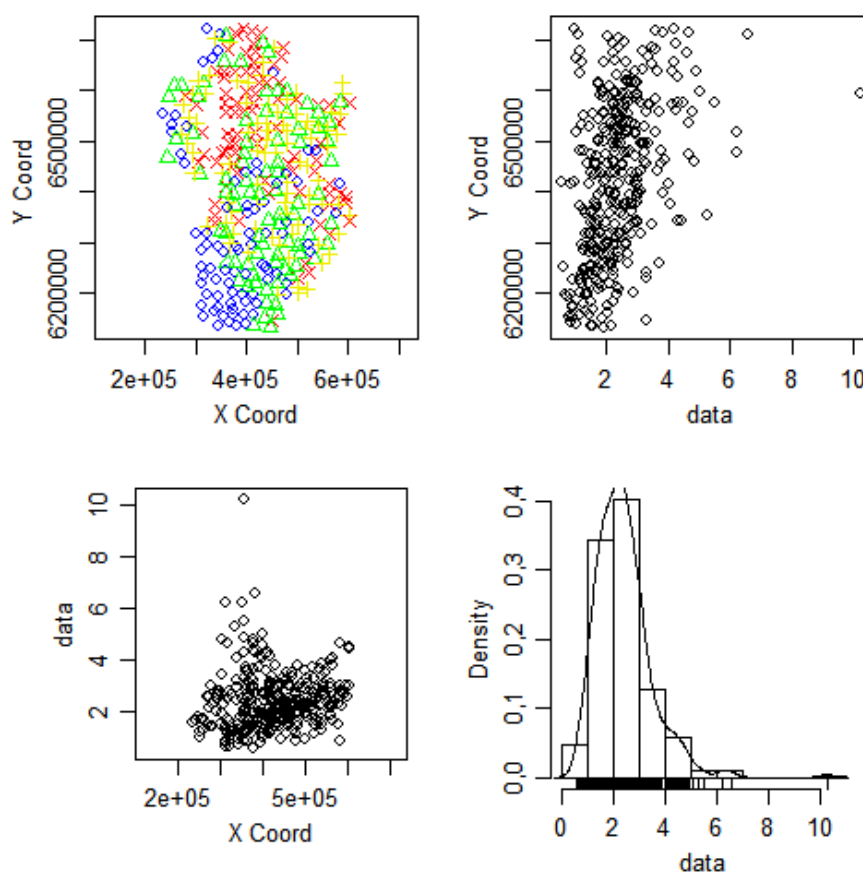 Y Coord
6200000
6500000
2e+05
4e+05
6e+05
X Coord
Y Coord
6200000
6500000
2
4
6
8
10
data
data
2
4
6
8
10
2e+05
5e+05
X Coord
Density
0,0
0,1
0,2
0,3
0,4
0
2
4
6
8
10
data